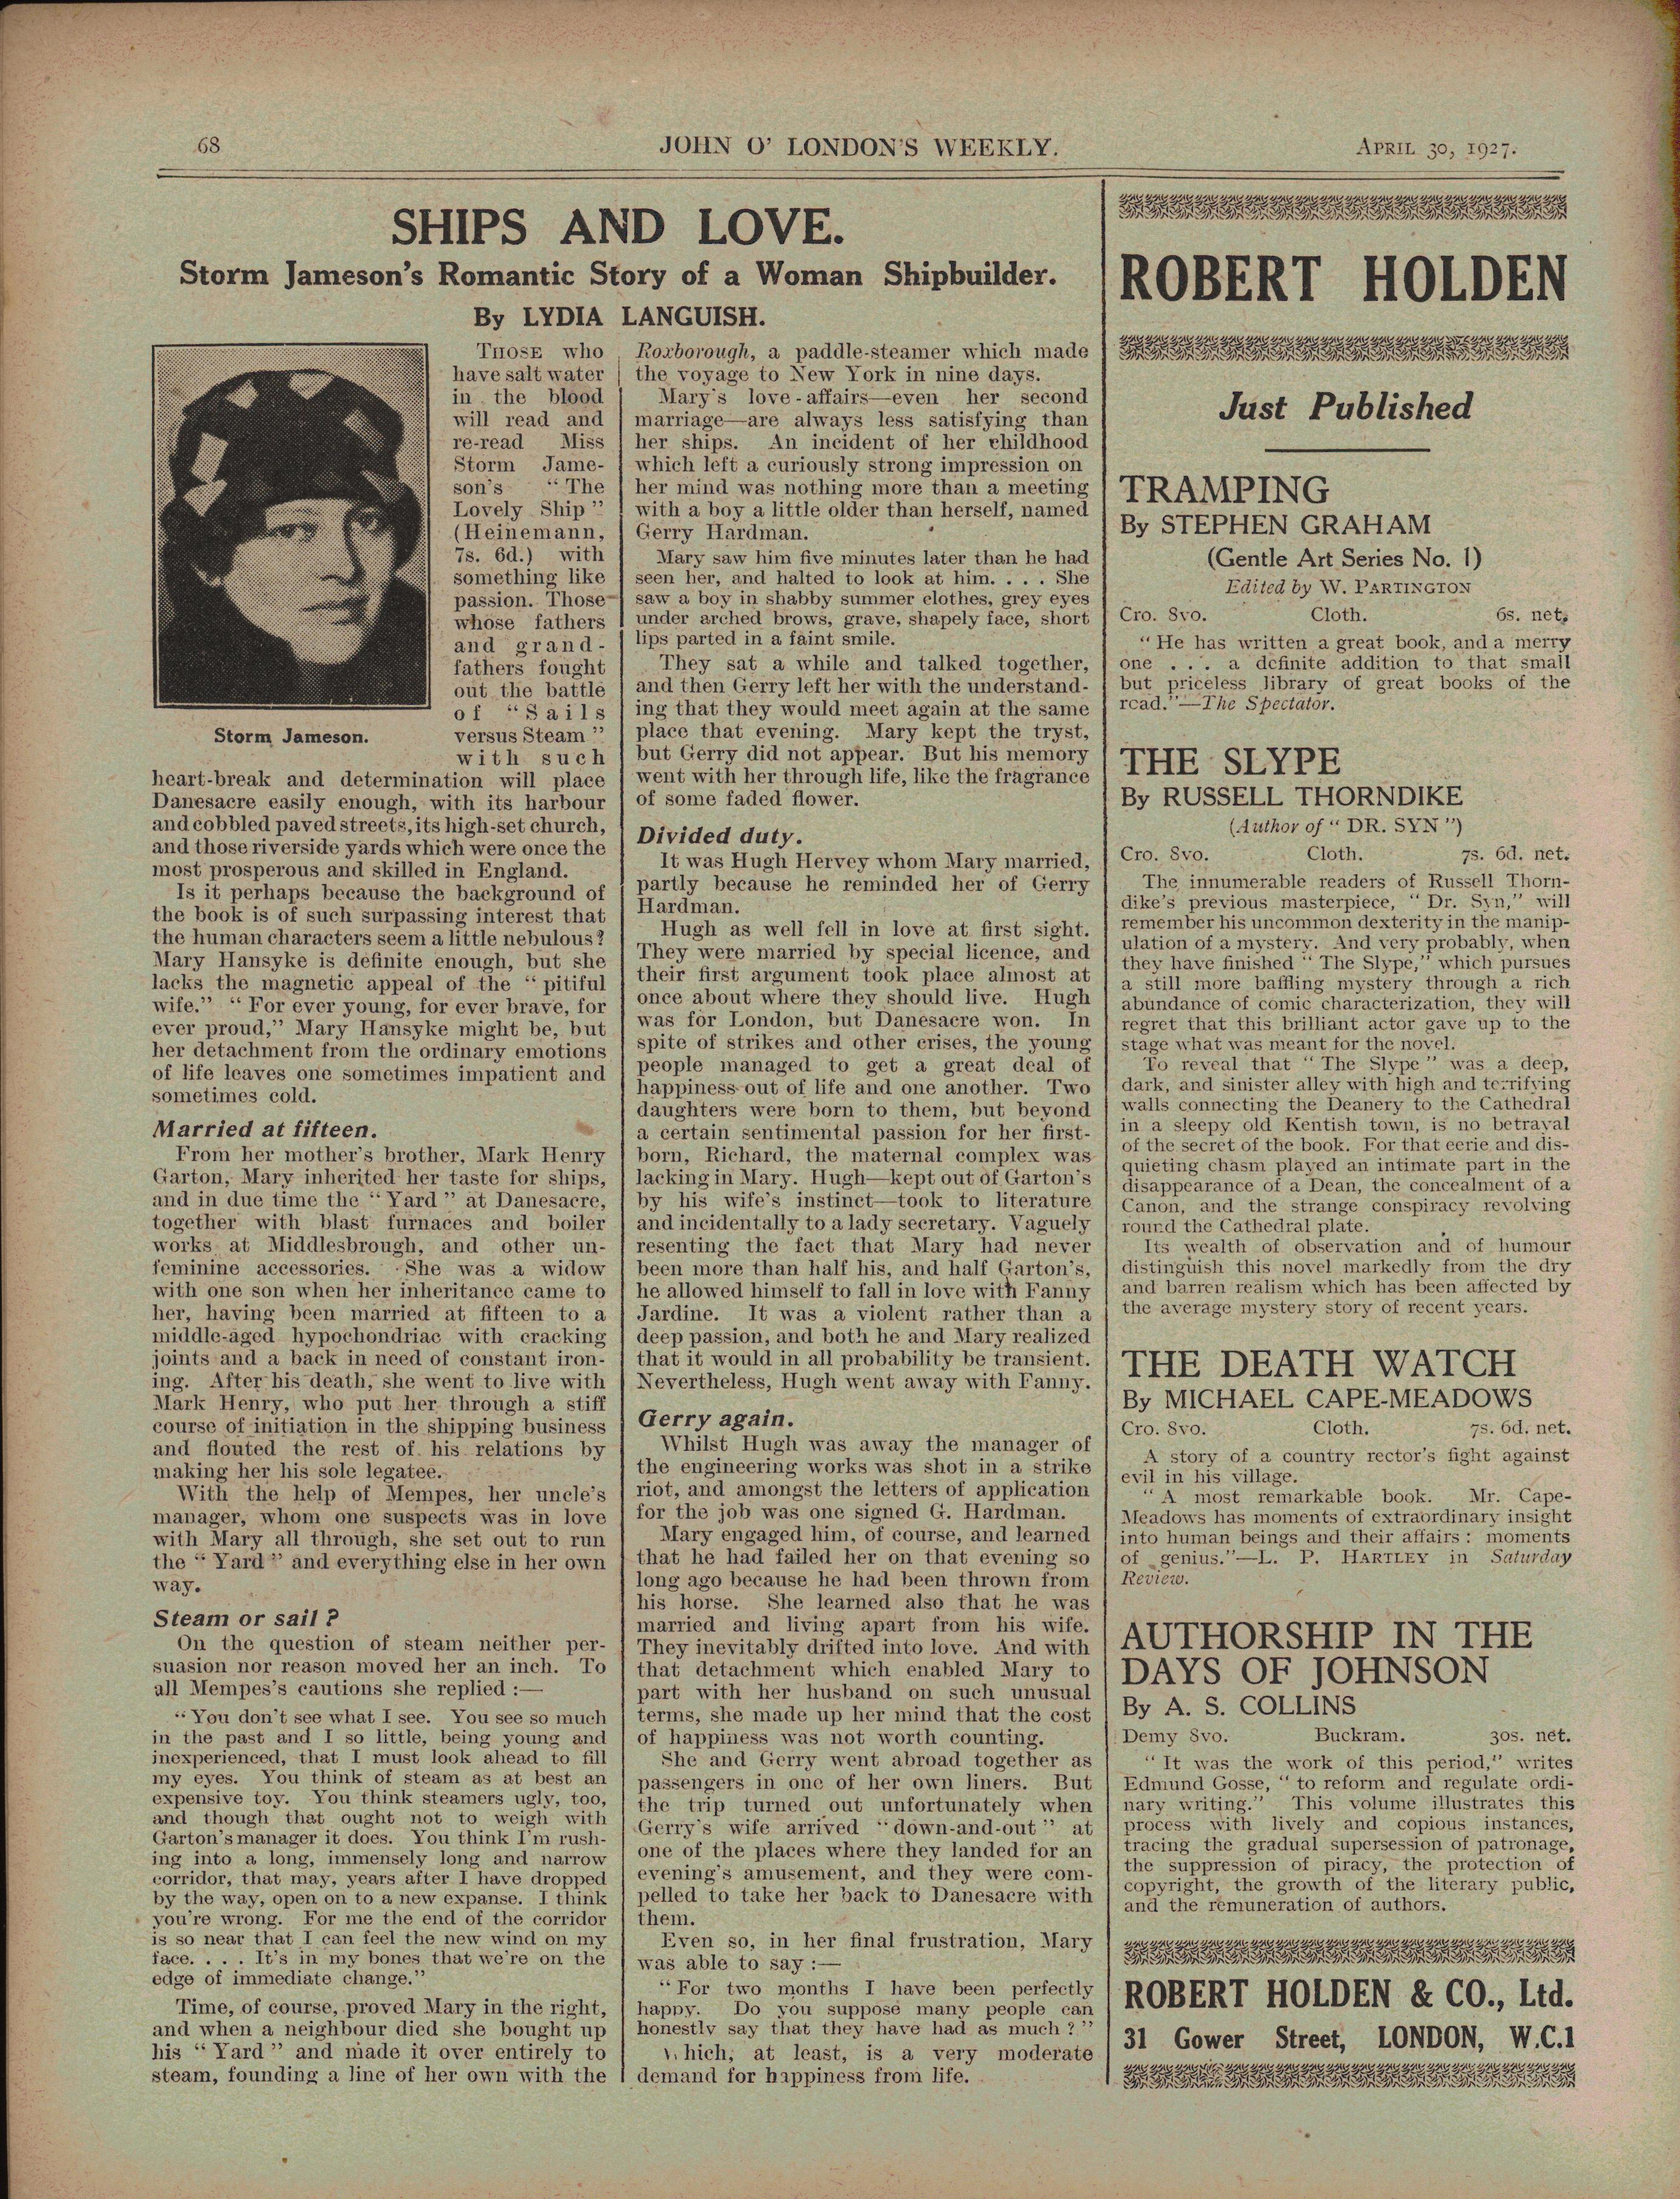 68
JOHN O' LONDON'S WEEKLY.
APRIL 30, 1927.
SHIPS AND LOVE.
Storm Jameson's Romantic Story of a Woman Shipbuilder.
By LYDIA LANGUISH.
Storm Jameson.
THOSE who
have salt water
in the blood
will read and
re-read Miss
Storm Jame-
son's "The
Lovely Ship"
(Heinemann,
7s. 6d.) with
something like
passion. Those
whose fathers
and grand-
fathers fought
out the battle
of "Sails
versus Steam"
with such
heart-break and determination will place
Danesacre easily enough, with its harbour
and cobbled paved streets, its high-set church,
and those riverside yards which were once the
most prosperous and skilled in England.
Is it perhaps because the background of
the book is of such surpassing interest that
the human characters seem a little nebulous?
Mary Hansyke is definite enough, but she
lacks the magnetic appeal of the "pitiful
wife." "For ever young, for ever brave, for
ever proud," Mary Hansyke might be, but
her detachment from the ordinary emotions
of life leaves one sometimes impatient and
sometimes cold.
Married at fifteen.
From her mother's brother, Mark Henry
Garton, Mary inherited her taste for ships,
and in due time the "Yard" at Danesacre,
together with blast furnaces and boiler
works at Middlesbrough, and other un-
feminine accessories. She was a widow
with one son when her inheritance came to
her, having been married at fifteen to a
middle-aged hypochondriac with cracking
joints and a back in need of constant iron-
ing. After his death, she went to live with
Mark Henry, who put her through a stiff
course of initiation in the shipping business
and flouted the rest of his relations by
making her his sole legatee.
With the help of Mempes, her uncle's
manager, whom one suspects was in love
with Mary all through, she set out to run
the "Yard" and everything else in her own
way.
Steam or sail?
On the question of steam neither per-
suasion nor reason moved her an inch. To
all Mempes's cautions she replied:—
"You don't see what I see. You see so much
in the past and I so little, being young and
inexperienced, that I must look ahead to fill
my eyes. You think of steam as at best an
expensive toy. You think steamers ugly, too,
and though that ought not to weigh with
Garton's manager it does. You think I'm rush-
ing into a long, immensely long and narrow
corridor, that may, years after I have dropped
by the way, open on to a new expanse. I think
you're wrong. For me the end of the corridor
is so near that I can feel the new wind on my
face. . . . It's in my bones that we're on the
edge of immediate change."
Time, of course, proved Mary in the right,
and when a neighbour died she bought up
his "Yard" and made it over entirely to
steam, founding a line of her own with the
Roxborough, a paddle-steamer which made
the voyage to New York in nine days.
Mary's love-affairs—even her second
marriage—are always less satisfying than
her ships. An incident of her childhood
which left a curiously strong impression on
her mind was nothing more than a meeting
with a boy a little older than herself, named
Gerry Hardman.
Mary saw him five minutes later than he had
seen her, and halted to look at him. . . . She
saw a boy in shabby summer clothes, grey eyes
under arched brows, grave, shapely face, short
lips parted in a faint smile.
They sat a while and talked together,
and then Gerry left her with the understand-
ing that they would meet again at the same
place that evening. Mary kept the tryst,
but Gerry did not appear. But his memory
went with her through life, like the fragrance
of some faded flower.
Divided duty.
It was Hugh Hervey whom Mary married,
partly because he reminded her of Gerry
Hardman.
Hugh as well fell in love at first sight.
They were married by special licence, and
their first argument took place almost at
once about where they should live. Hugh
was for London, but Danesacre won. In
spite of strikes and other crises, the young
people managed to get a great deal of
happiness out of life and one another. Two
daughters were born to them, but beyond
a certain sentimental passion for her first-
born, Richard, the maternal complex was
lacking in Mary. Hugh—kept out of Garton's
by his wife's instinct—took to literature
and incidentally to a lady secretary. Vaguely
resenting the fact that Mary had never
been more than half his, and half Garton's,
he allowed himself to fall in love with Fanny
Jardine. It was a violent rather than a
deep passion, and both he and Mary realized
that it would in all probability be transient.
Nevertheless, Hugh went away with Fanny.
Gerry again.
Whilst Hugh was away the manager of
the engineering works was shot in a strike
riot, and amongst the letters of application
for the job was one signed G. Hardman.
Mary engaged him, of course, and learned
that he had failed her on that evening so
long ago because he had been thrown from
his horse. She learned also that he was
married and living apart from his wife.
They inevitably drifted into love. And with
that detachment which enabled Mary to
part with her husband on such unusual
terms, she made up her mind that the cost
of happiness was not worth counting.
She and Gerry went abroad together as
passengers in one of her own liners. But
the trip turned out unfortunately when
Gerry's wife arrived "down-and-out" at
one of the places where they landed for an
evening's amusement, and they were com-
pelled to take her back to Danesacre with
them.
Even so, in her final frustration, Mary
was able to say:—
"For two months I have been perfectly
happy. Do you suppose many people can
honestly say that they have had as much?"
Which, at least, is a very moderate
demand for happiness from life.
ROBERT HOLDEN
Just Published
TRAMPING
By STEPHEN GRAHAM
(Gentle Art Series No. 1)
Edited by W. PARTINGTON
Cro. 8vo. Cloth. 6s. net.
"He has written a great book, and a merry
one . . . a definite addition to that small
but priceless library of great books of the
road."—The Spectator.
THE SLYPE
By RUSSELL THORNDIKE
(Author of "DR. SYN")
Cro. 8vo. Cloth. 7s. 6d. net.
The innumerable readers of Russell Thorn-
dike's previous masterpiece, "Dr. Syn," will
remember his uncommon dexterity in the manip-
ulation of a mystery. And very probably, when
they have finished "The Slype," which pursues
a still more baffling mystery through a rich
abundance of comic characterization, they will
regret that this brilliant actor gave up to the
stage what was meant for the novel.
To reveal that "The Slype" was a deep,
dark, and sinister alley with high and terrifying
walls connecting the Deanery to the Cathedral
in a sleepy old Kentish town, is no betrayal
of the secret of the book. For that eerie and dis-
quieting chasm played an intimate part in the
disappearance of a Dean, the concealment of a
Canon, and the strange conspiracy revolving
round the Cathedral plate.
Its wealth of observation and of humour
distinguish this novel markedly from the dry
and barren realism which has been affected by
the average mystery story of recent years.
THE DEATH WATCH
By MICHAEL CAPE-MEADOWS
Cro. 8vo. Cloth. 7s. 6d. net.
A story of a country rector's fight against
evil in his village.
"A most remarkable book. Mr. Cape-
Meadows has moments of extraordinary insight
into human beings and their affairs: moments
of genius."—L. P. HARTLEY in Saturday
Review.
AUTHORSHIP IN THE
DAYS OF JOHNSON
By A. S. COLLINS
Demy 8vo. Buckram. 30s. net.
"It was the work of this period," writes
Edmund Gosse, "to reform and regulate ordi-
nary writing." This volume illustrates this
process with lively and copious instances,
tracing the gradual supersession of patronage,
the suppression of piracy, the protection of
copyright, the growth of the literary public,
and the remuneration of authors.
ROBERT HOLDEN & CO., Ltd.
31 Gower Street, LONDON, W.C.1